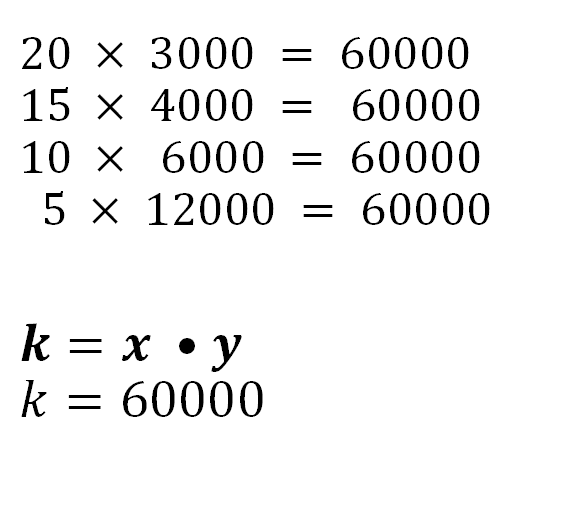 20 × 3000 = 60000
15 × 4000 = 60000
10 × 6000 = 60000
5 × 12000 = 60000
k = x • y
k = 60000